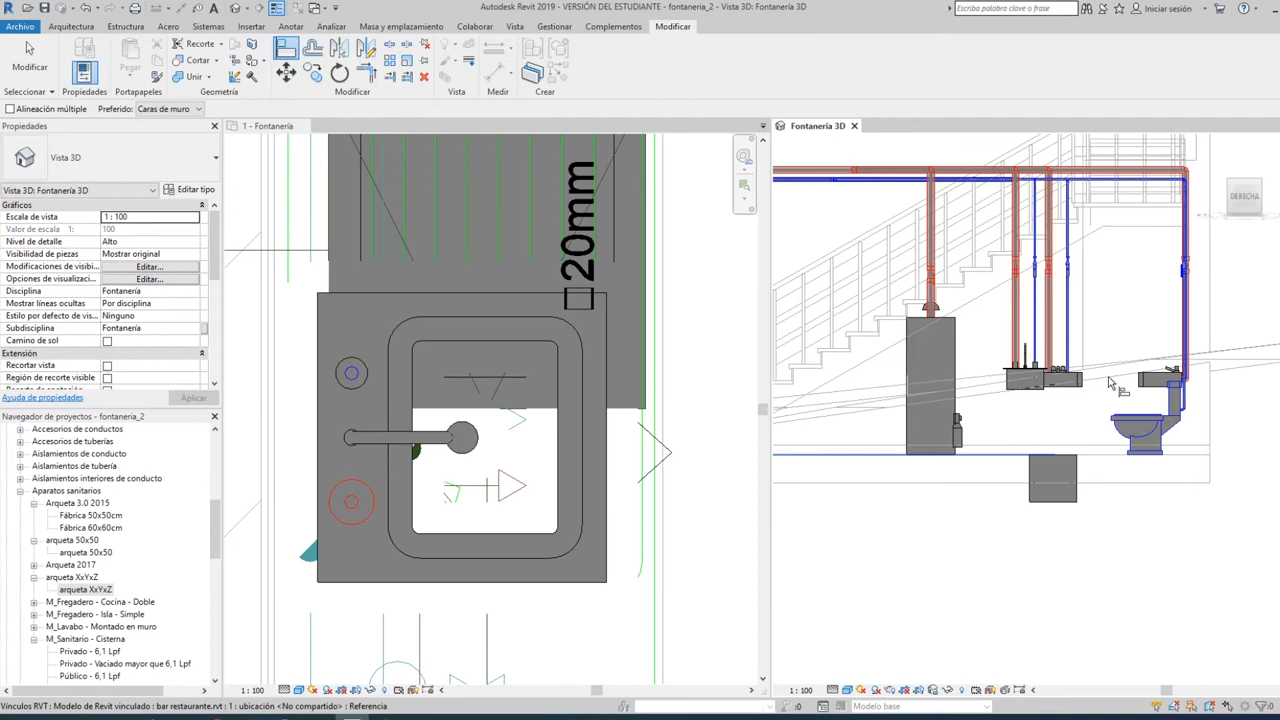 Autodesk Revit 2019 - VERSIÓN DEL ESTUDIANTE - fontaneria_2 - Vista 3D: Fontanería 3D
Escriba palabra clave o frase
Iniciar sesión
Archivo
Arquitectura
Estructura
Acero
Sistemas
Insertar
Anotar
Analizar
Masa y emplazamiento
Colaborar
Vista
Gestionar
Complementos
Modificar
Recorte
Cortar
Unir
Modificar
Pegar
Seleccionar
Propiedades
Portapapeles
Geometría
Modificar
Vista
Medir
Crear
Alineación múltiple
Preferido:
Caras de muro
Propiedades
1 - Fontanería
Fontanería 3D
Vista 3D
Vista 3D: Fontanería 3D
Editar tipo
Gráficos
Escala de vista
1 : 100
Valor de escala 1:
100
Nivel de detalle
Alto
Visibilidad de piezas
Mostrar original
Modificaciones de visibi...
Editar...
Opciones de visualizaci...
Editar...
Disciplina
Fontanería
Mostrar líneas ocultas
Por disciplina
Estilo por defecto de vis...
Ninguno
Subdisciplina
Fontanería
Camino de sol
Extensión
Recortar vista
Región de recorte visible
Ayuda de propiedades
Aplicar
Navegador de proyectos - fontaneria_2
Accesorios de conductos
Accesorios de tuberías
Aislamientos de conducto
Aislamientos de tubería
Aislamientos interiores de conducto
Aparatos sanitarios
Arqueta 3.0 2015
Fábrica 50x50cm
Fábrica 60x60cm
arqueta 50x50
arqueta 50x50
Arqueta 2017
arqueta XxYxZ
arqueta XxYxZ
M_Fregadero - Cocina - Doble
M_Fregadero - Isla - Simple
M_Lavabo - Montado en muro
M_Sanitario - Cisterna
Privado - 6,1 Lpf
Privado - Vaciado mayor que 6,1 Lpf
Público - 6,1 Lpf
20mm
DERECHA
1 : 100
1 : 100
Vínculos RVT : Modelo de Revit vinculado : bar restaurante.rvt : 1 : ubicación <No compartido> : Referencia
:0
Modelo base
:0